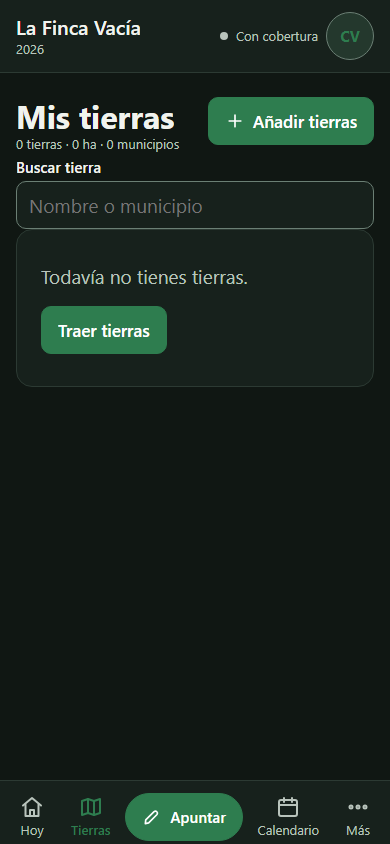 La Finca Vacía
2026
Con cobertura
CV
Mis tierras
Añadir tierras
0 tierras · 0 ha · 0 municipios
Buscar tierra
Nombre o municipio
Todavía no tienes tierras.
Traer tierras
Hoy
Tierras
Apuntar
Calendario
Más